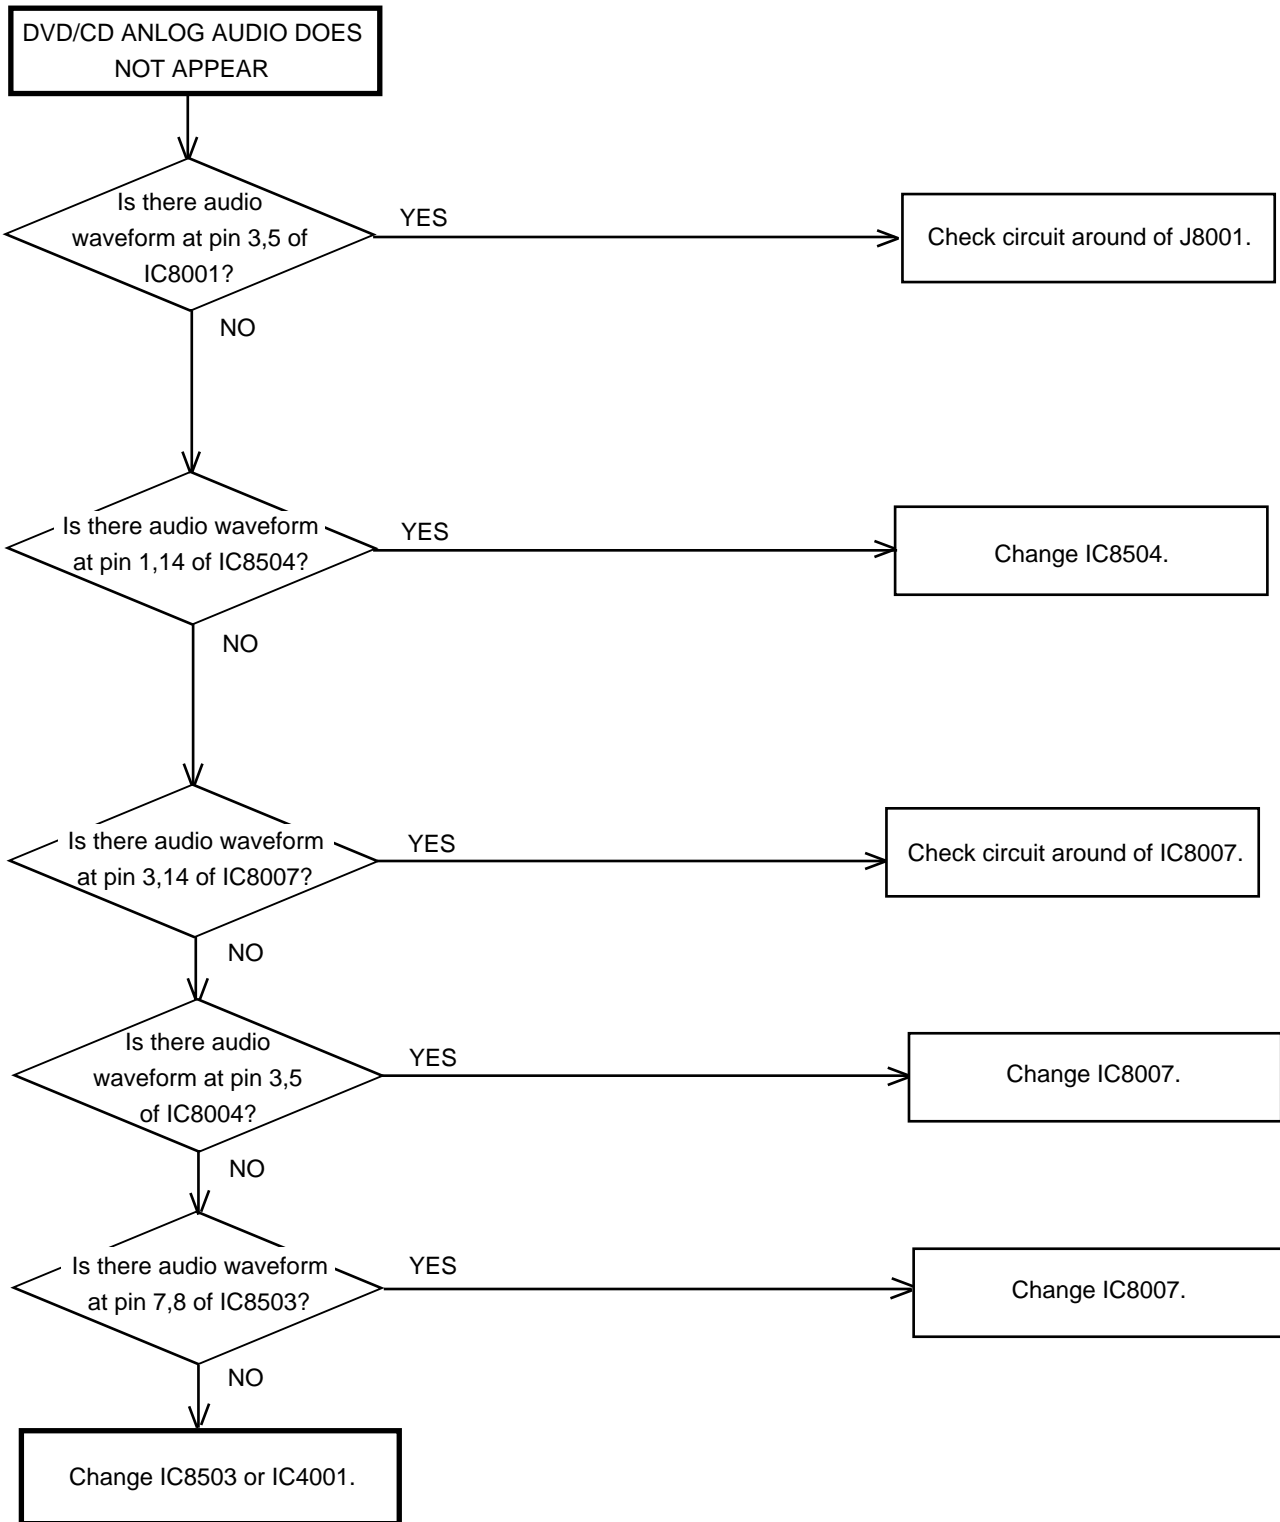 DVD/CD ANLOG AUDIO DOES
NOT APPEAR
Is there audio
waveform at pin 3,5 of
IC8001?
YES
Check circuit around of J8001.
NO
Is there audio waveform
at pin 1,14 of IC8504?
YES
Change IC8504.
NO
Is there audio waveform
at pin 3,14 of IC8007?
YES
Check circuit around of IC8007.
NO
Is there audio
waveform at pin 3,5
of IC8004?
YES
Change IC8007.
NO
Is there audio waveform
at pin 7,8 of IC8503?
YES
Change IC8007.
NO
Change IC8503 or IC4001.